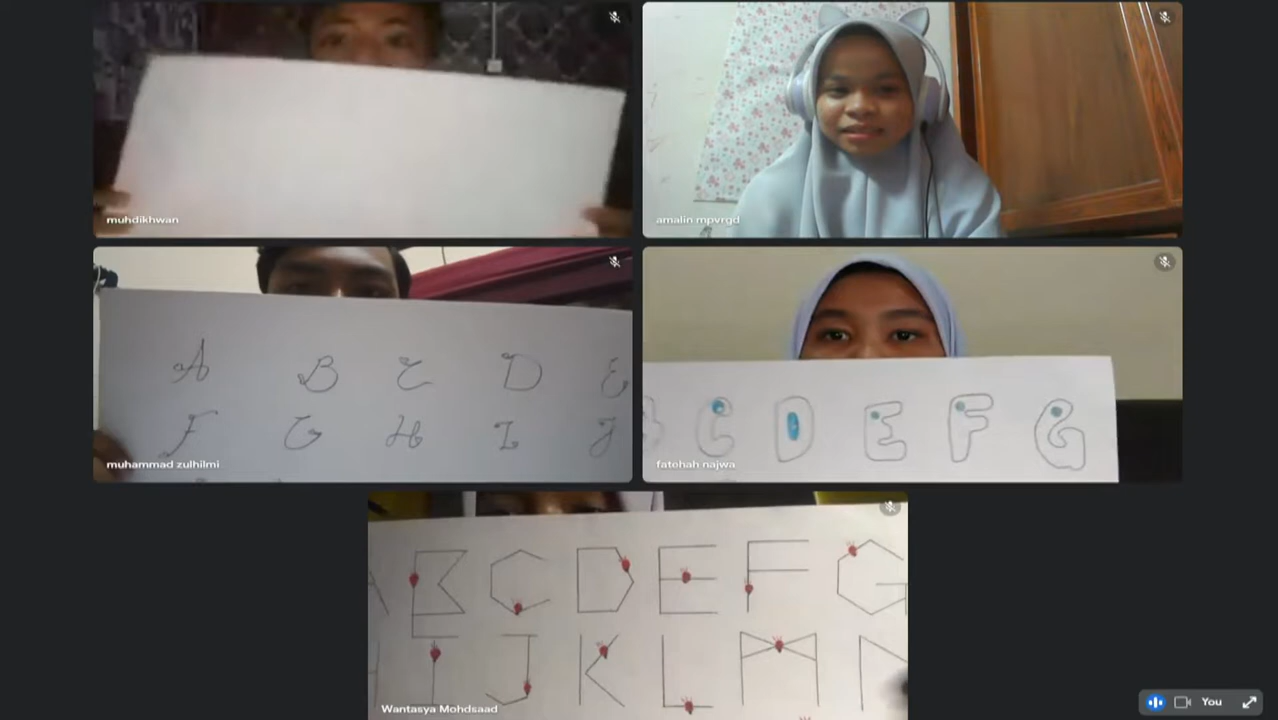 muhdikhwan
amalin mpvrgd
A B C D E
F G H I J
muhammad zulhilmi
C D E F G
fatehah najwa
B C D E F G
I J K L M N
Wantasya Mohdsaad
You